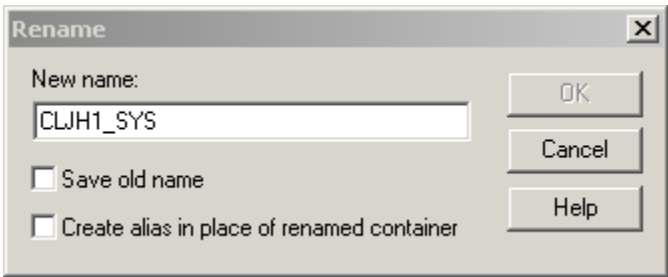 Rename
New name:
OK
CLJH1_SYS
Cancel
Save old name
Help
Create alias in place of renamed container